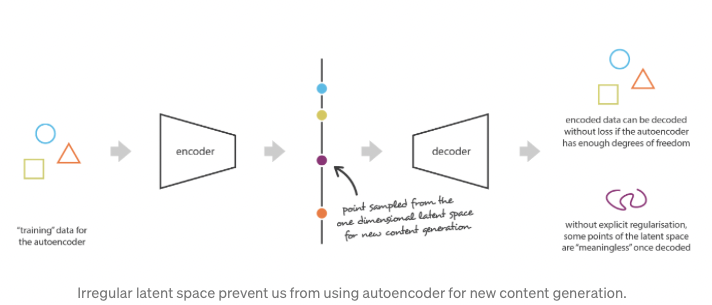 encoded data can be decoded
without loss if the autoencoder
has enough degrees of freedom
encoder
decoder
point sampled from the
one dimensional latent space
for new content generation
"training" data for
the autoencoder
without explicit regularisation,
some points of the latent space
are "meaningless" once decoded
Irregular latent space prevent us from using autoencoder for new content generation.